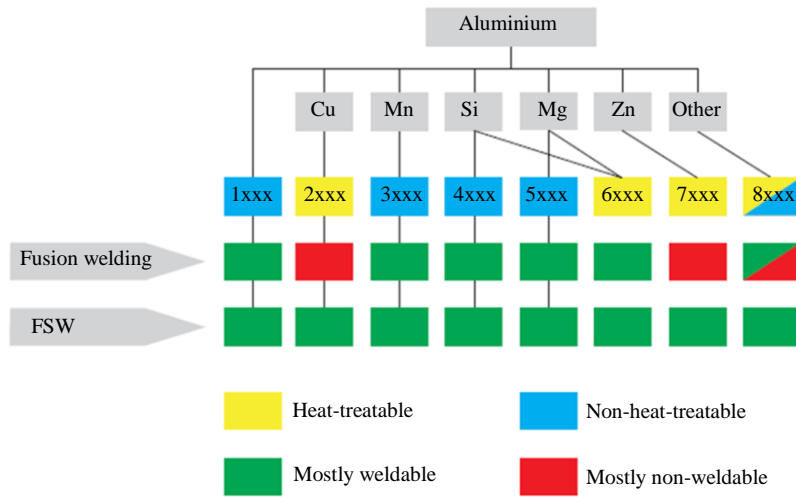 Aluminium
Cu Mn Si Mg Zn Other
1xxx 2xxx 3xxx 4xxx 5xxx 6xxx 7xxx 8xxx
Fusion welding
FSW
Heat-treatable Non-heat-treatable
Mostly weldable Mostly non-weldable